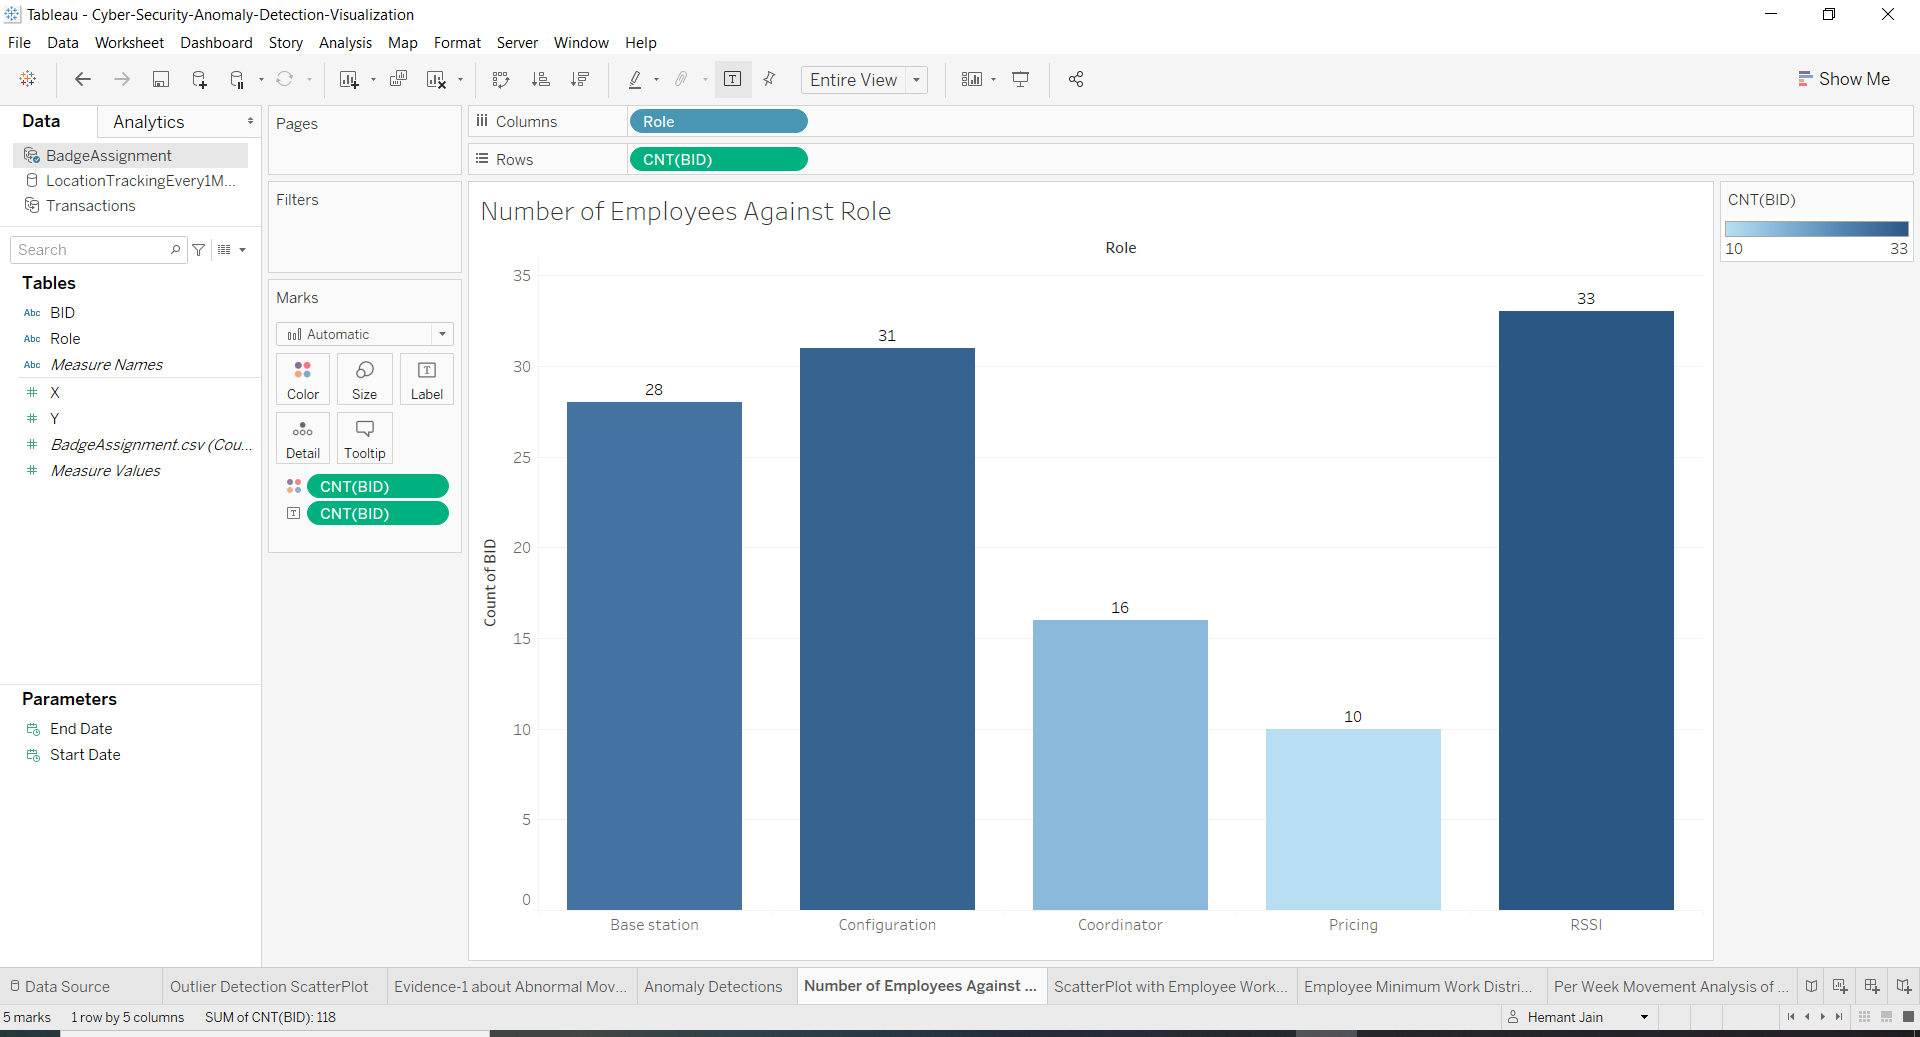 Tableau - Cyber-Security-Anomaly-Detection-Visualization
File Data Worksheet Dashboard Story Analysis Map Format Server Window Help
Entire View
Show Me
Data Analytics
BadgeAssignment
LocationTrackingEvery1M...
Transactions
Search
Tables
Abc BID
Abc Role
Abc Measure Names
# X
# Y
# BadgeAssignment.csv (Cou...
# Measure Values
Parameters
End Date
Start Date
Pages
Filters
Marks
Automatic
Color Size T Label
Detail Tooltip
CNT(BID)
T CNT(BID)
Columns Role
Rows CNT(BID)
Number of Employees Against Role
Role
Count of BID
35
30
25
20
15
10
5
0
28
31
16
10
33
Base station Configuration Coordinator Pricing RSSI
CNT(BID)
10 33
Data Source Outlier Detection ScatterPlot Evidence-1 about Abnormal Mov... Anomaly Detections Number of Employees Against ... ScatterPlot with Employee Work... Employee Minimum Work Distri... Per Week Movement Analysis of ...
5 marks 1 row by 5 columns SUM of CNT(BID): 118 Hemant Jain